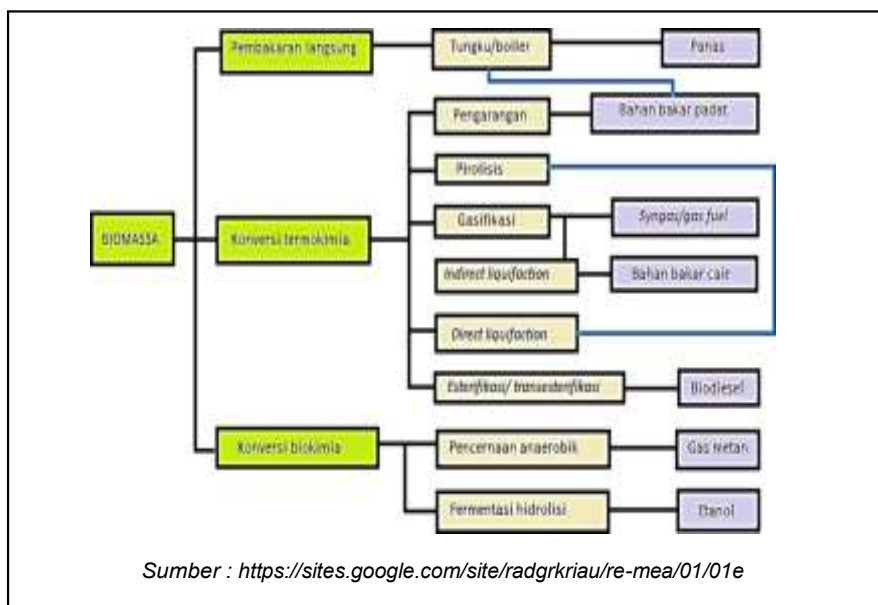 Pembakaran langsung
Tungku/boiler
Panas
Pengarangan
Bahan bakar padat
Pirolisis
BIOMASSA
Konversi termokimia
Gasifikasi
Syngas/gas fuel
Indirect liquifaction
Bahan bakar cair
Direct liquifaction
Esterifikasi/ transesterifikasi
Biodiesel
Konversi biokimia
Pencernaan anaerobik
Gas metan
Fermentasi hidrolisi
Etanol
Sumber : https://sites.google.com/site/radgrkriau/re-mea/01/01e